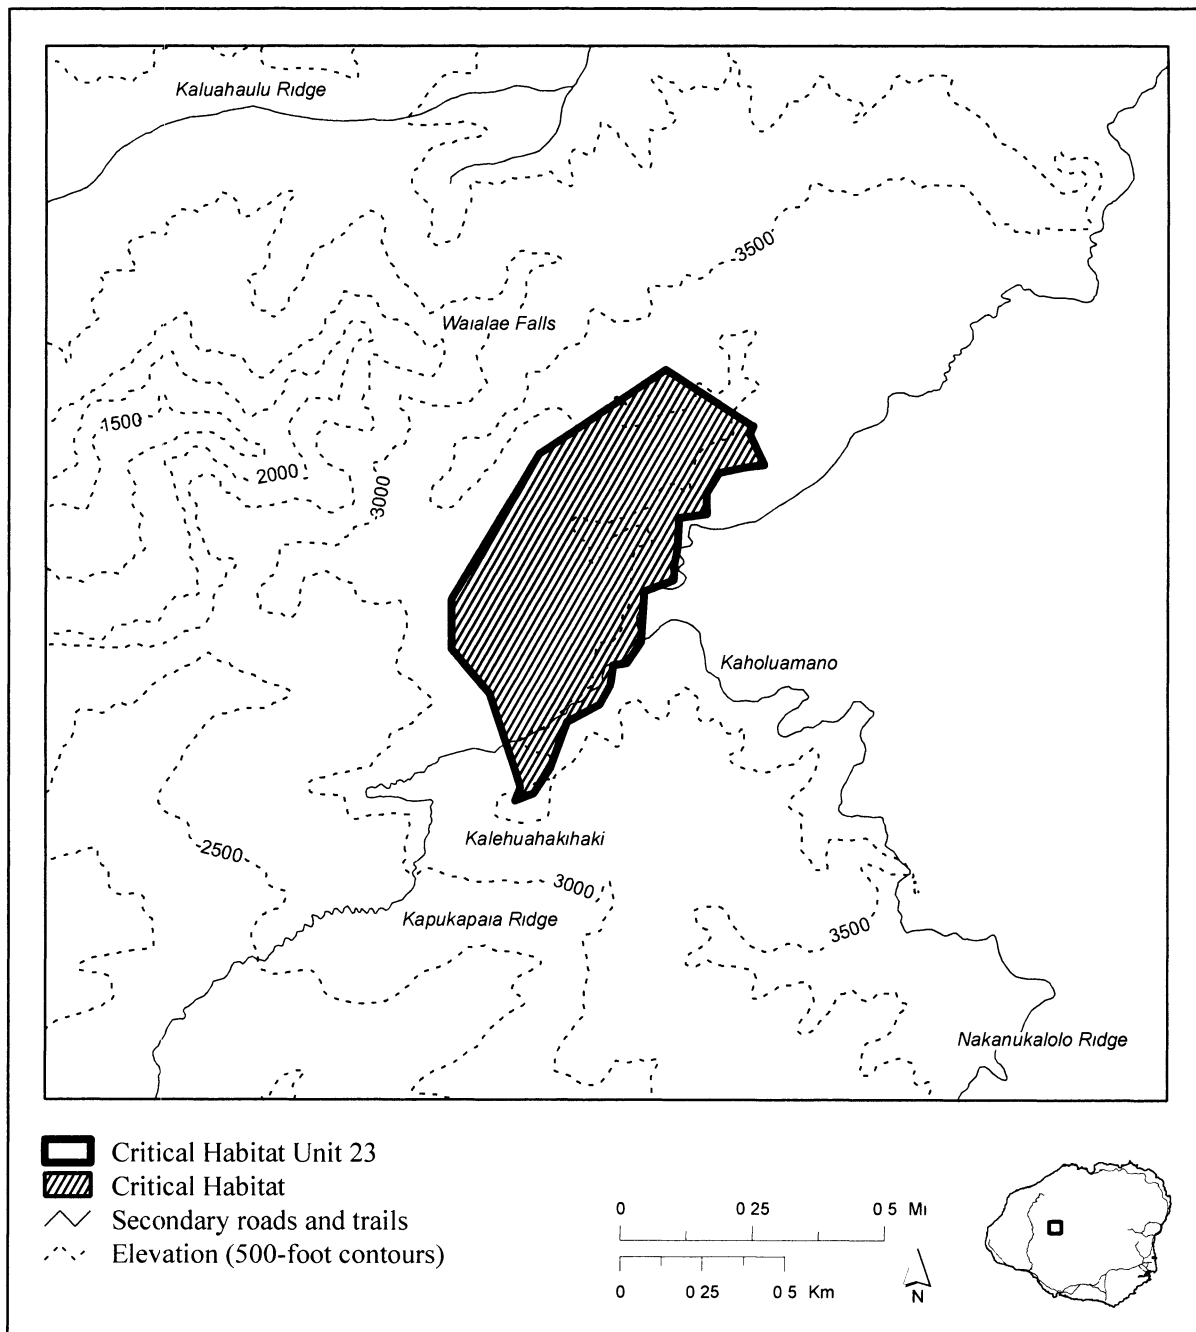 Kaluahaulu Ridge
3500
Waialae Falls
1500
2000
3000
Kaholuamano
Kalehuahakihaki
2500
3000
Kapukapaia Ridge
3500
Nakanukalolo Ridge
Critical Habitat Unit 23
Critical Habitat
Secondary roads and trails
Elevation (500-foot contours)
0 0 25 0 5 Mi
0 0 25 0 5 Km
N